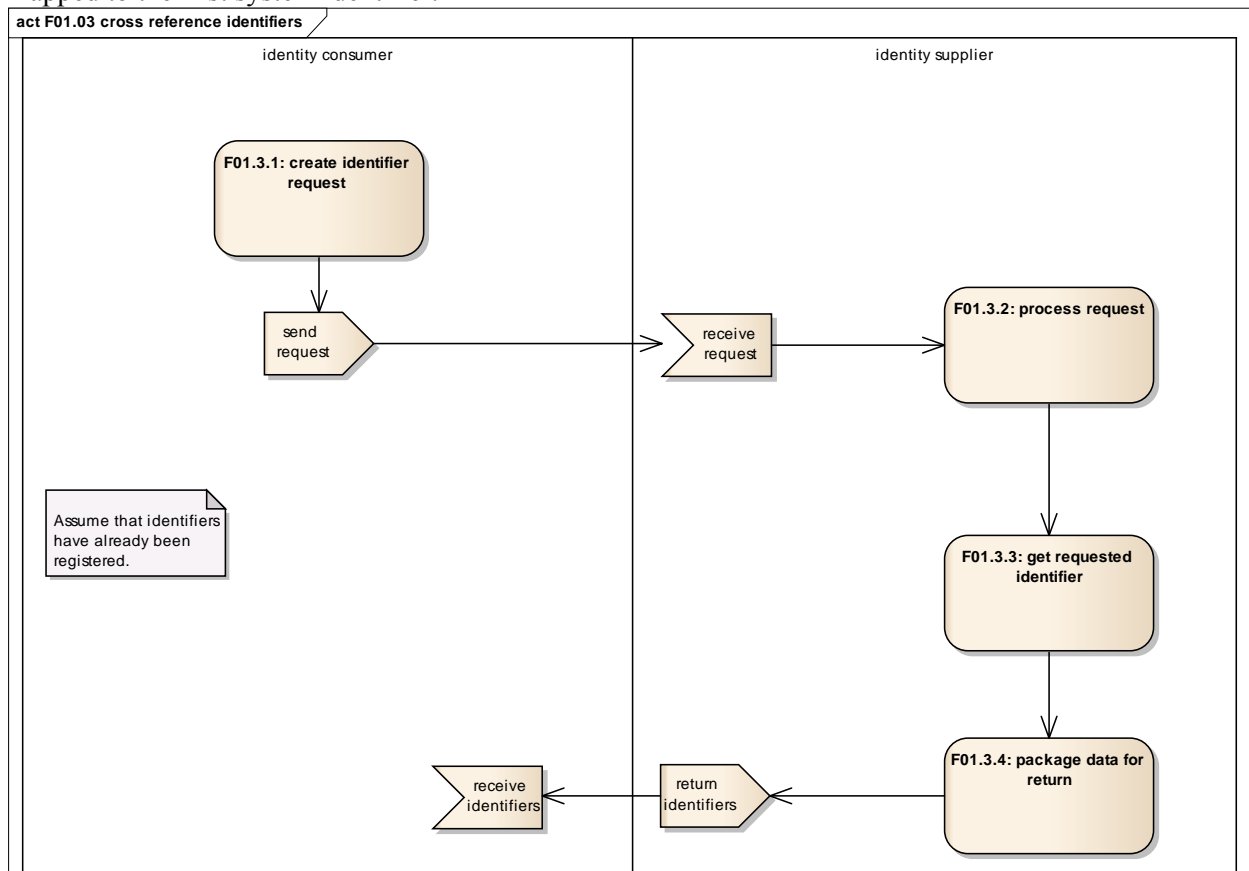 act F01.03 cross reference identifiers
identity consumer
identity supplier
F01.3.1: create identifier
request
send
request
receive
request
F01.3.2: process request
Assume that identifiers
have already been
registered.
F01.3.3: get requested
identifier
F01.3.4: package data for
return
return
identifiers
receive
identifiers